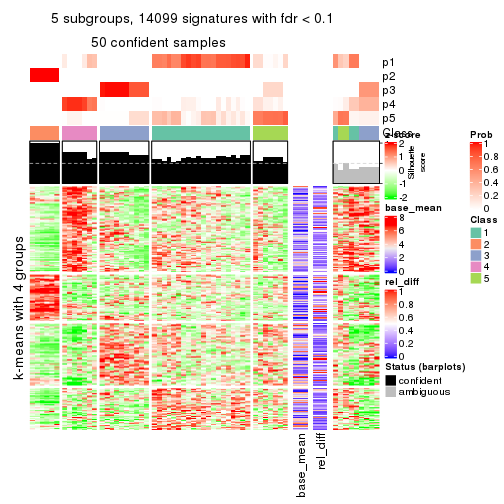 5 subgroups, 14099 signatures with fdr < 0.1
50 confident samples
p1
p2
p3
p4
p5
Class
Silhouette
score
k-means with 4 groups
base_mean
rel_diff
z-score
2
1
0
-1
-2
base_mean
8
6
4
2
0
rel_diff
1
0.8
0.6
0.4
0.2
0
Status (barplots)
confident
ambiguous
Prob
1
0.8
0.6
0.4
0.2
0
Class
1
2
3
4
5